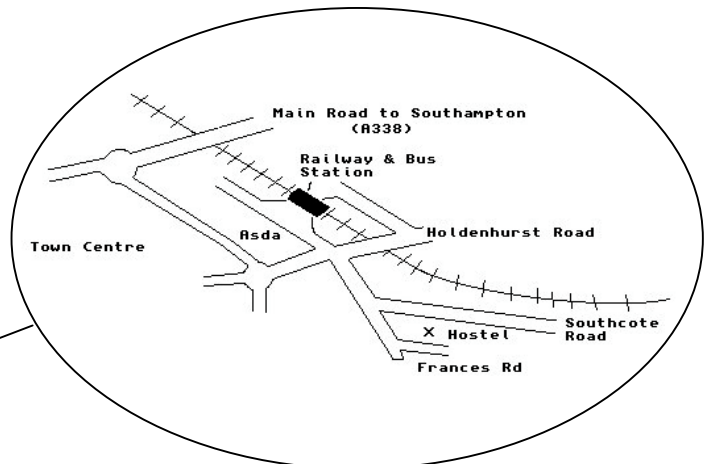 Main Road to Southampton
(A338)
Railway & Bus
Station
Asda
Holdenhurst Road
Town Centre
Southcote
Road
X Hostel
Frances Rd